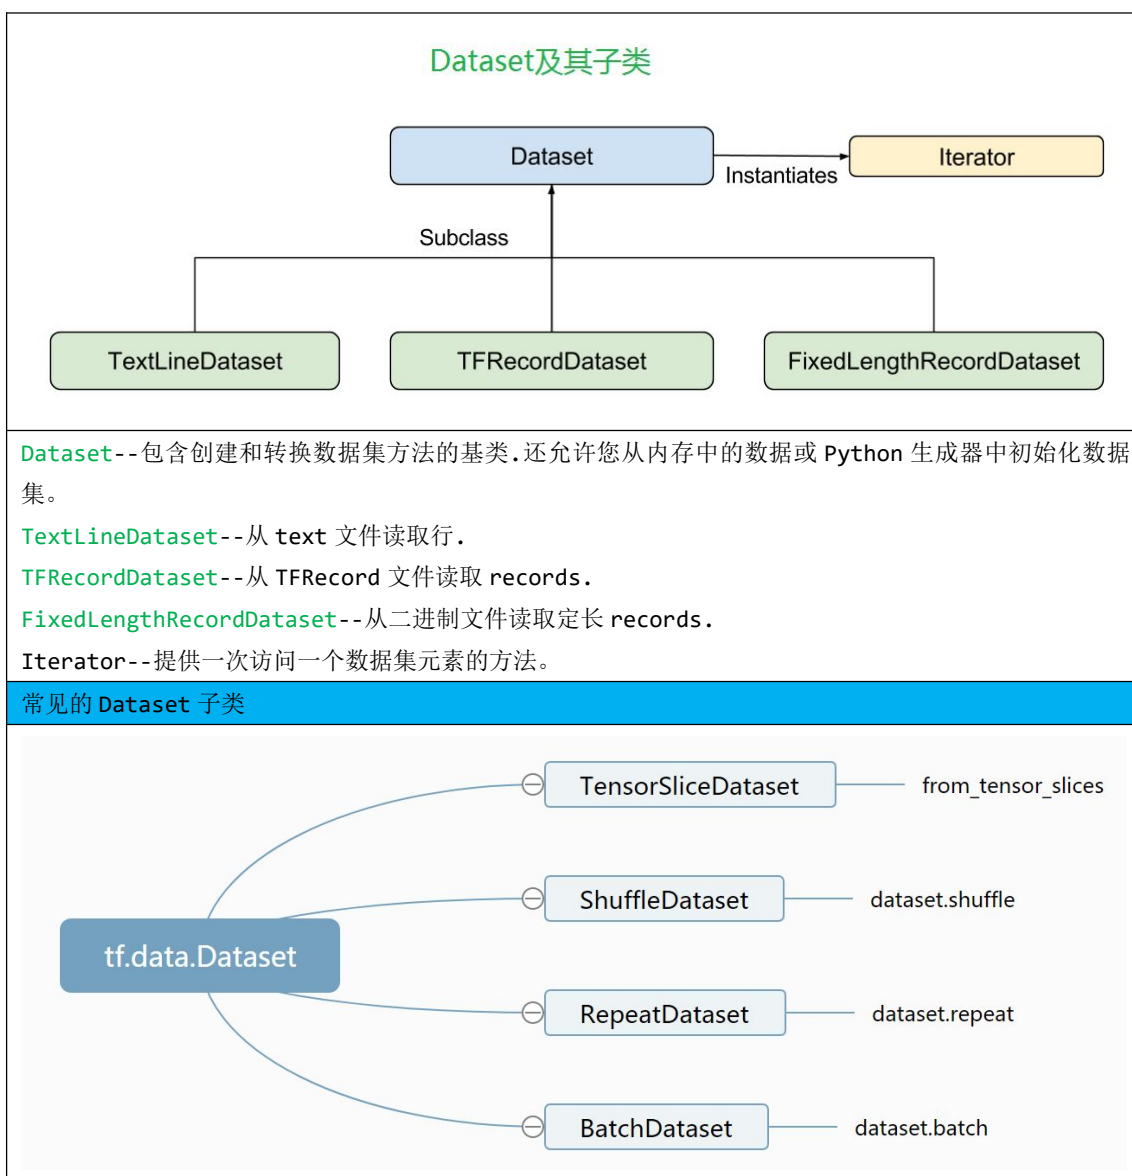 Dataset及其子类
Dataset
Instantiates
Iterator
Subclass
TextLineDataset
TFRecordDataset
FixedLengthRecordDataset
Dataset--包含创建和转换数据集方法的基类.还允许您从内存中的数据或 Python 生成器中初始化数据
集。
TextLineDataset--从 text 文件读取行.
TFRecordDataset--从 TFRecord 文件读取 records.
FixedLengthRecordDataset--从二进制文件读取定长 records.
Iterator--提供一次访问一个数据集元素的方法。
常见的 Dataset 子类
TensorSliceDataset
from_tensor_slices
ShuffleDataset
dataset.shuffle
tf.data.Dataset
RepeatDataset
dataset.repeat
BatchDataset
dataset.batch